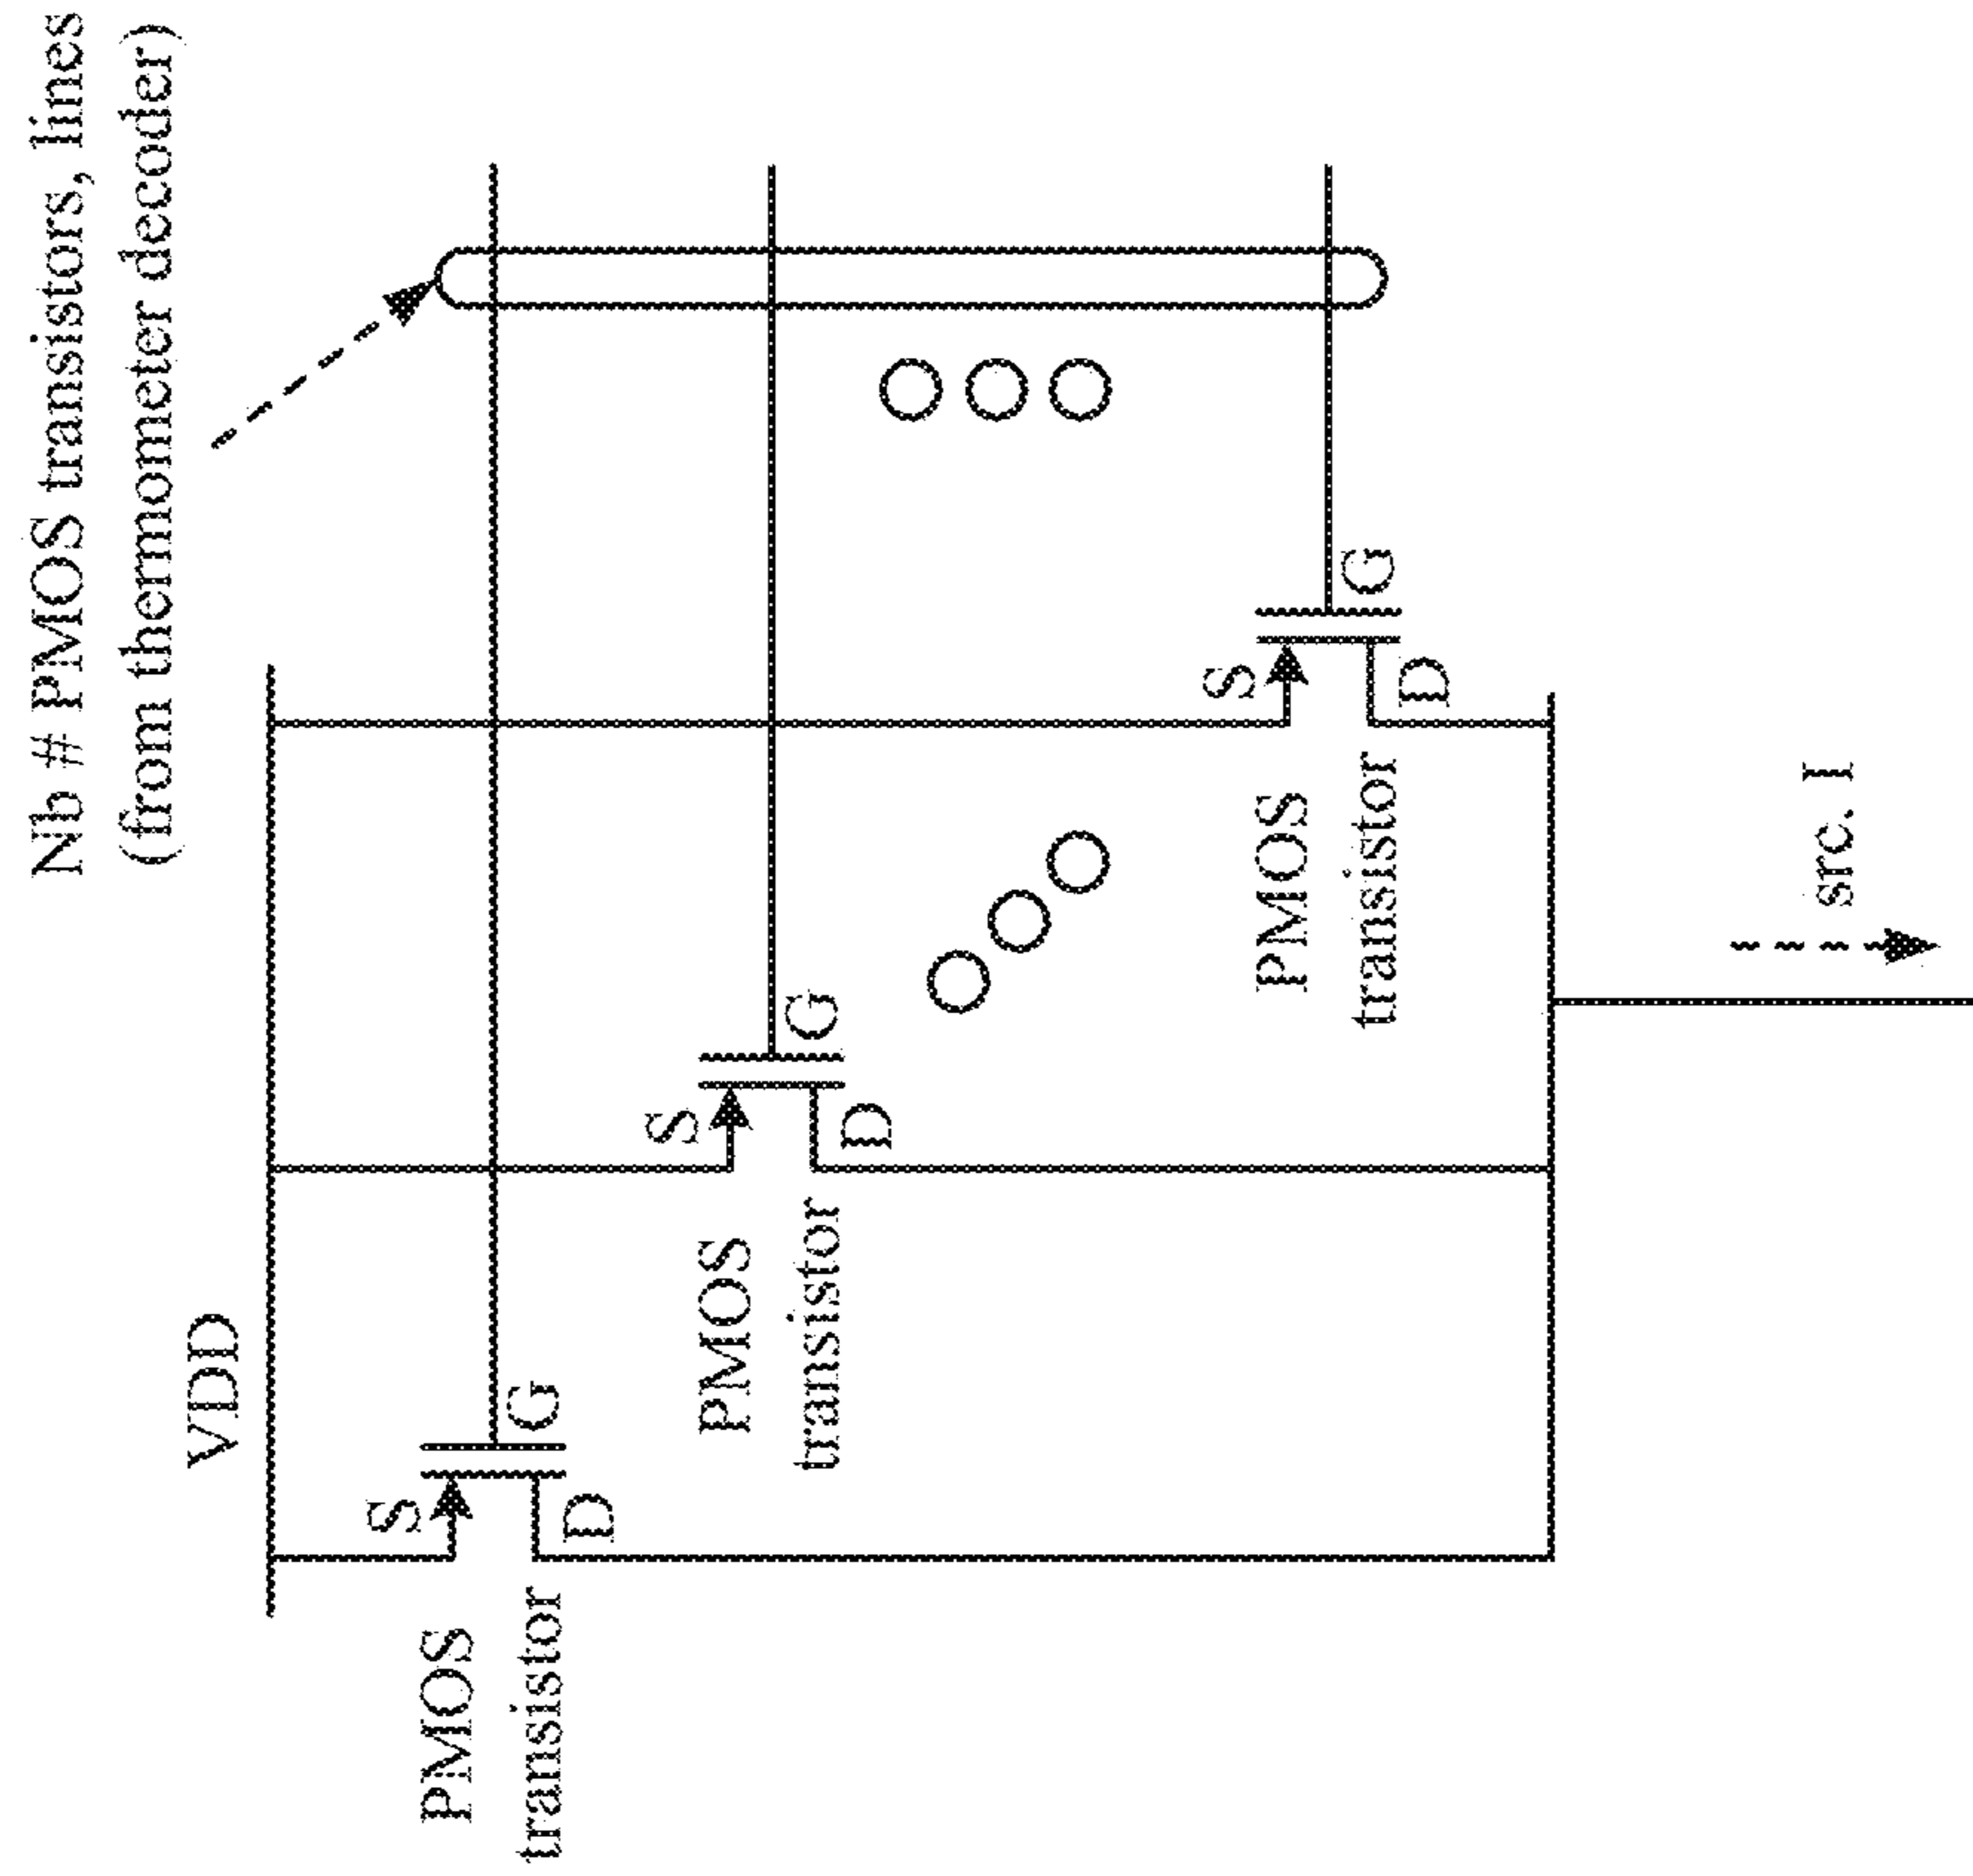 Nb # PMOS transistors, lines
(from thermometer decoder)
VDD
S
G
D
PMOS
transistor
S
G
D
PMOS
transistor
S
G
D
PMOS
transistor
src. I